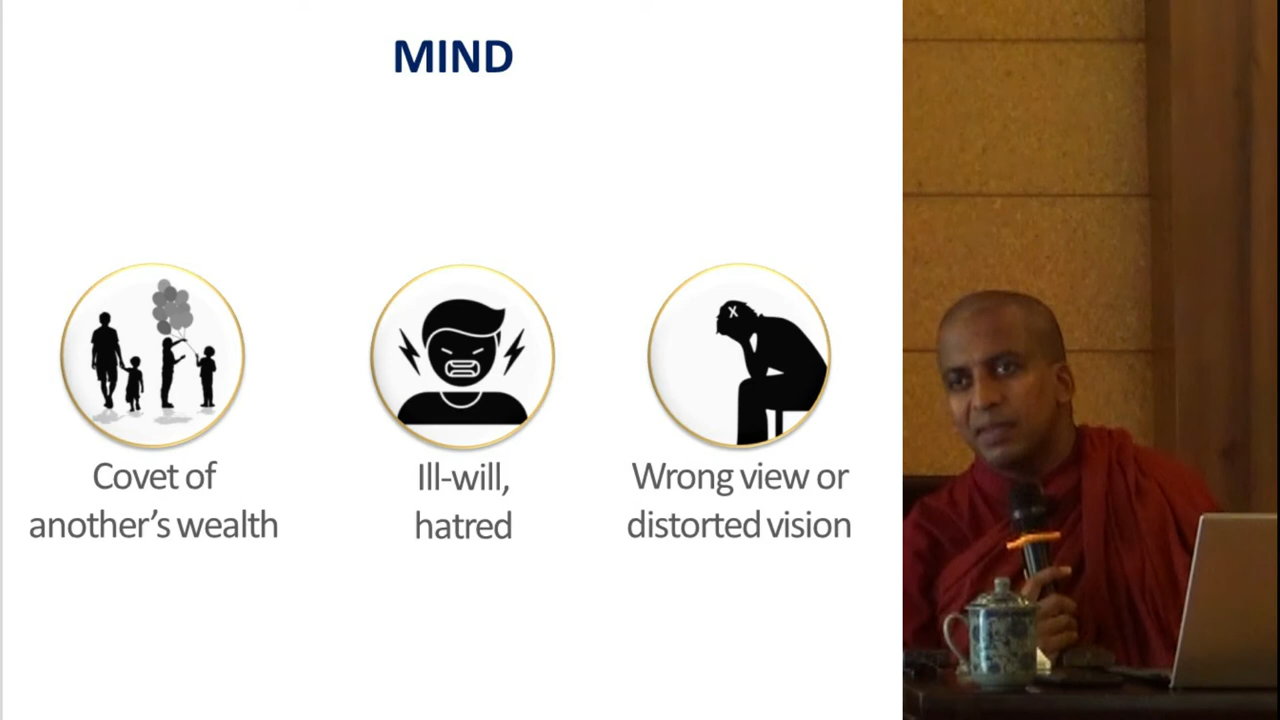 MIND
Covet of
another's wealth
Ill-will,
hatred
Wrong view or
distorted vision